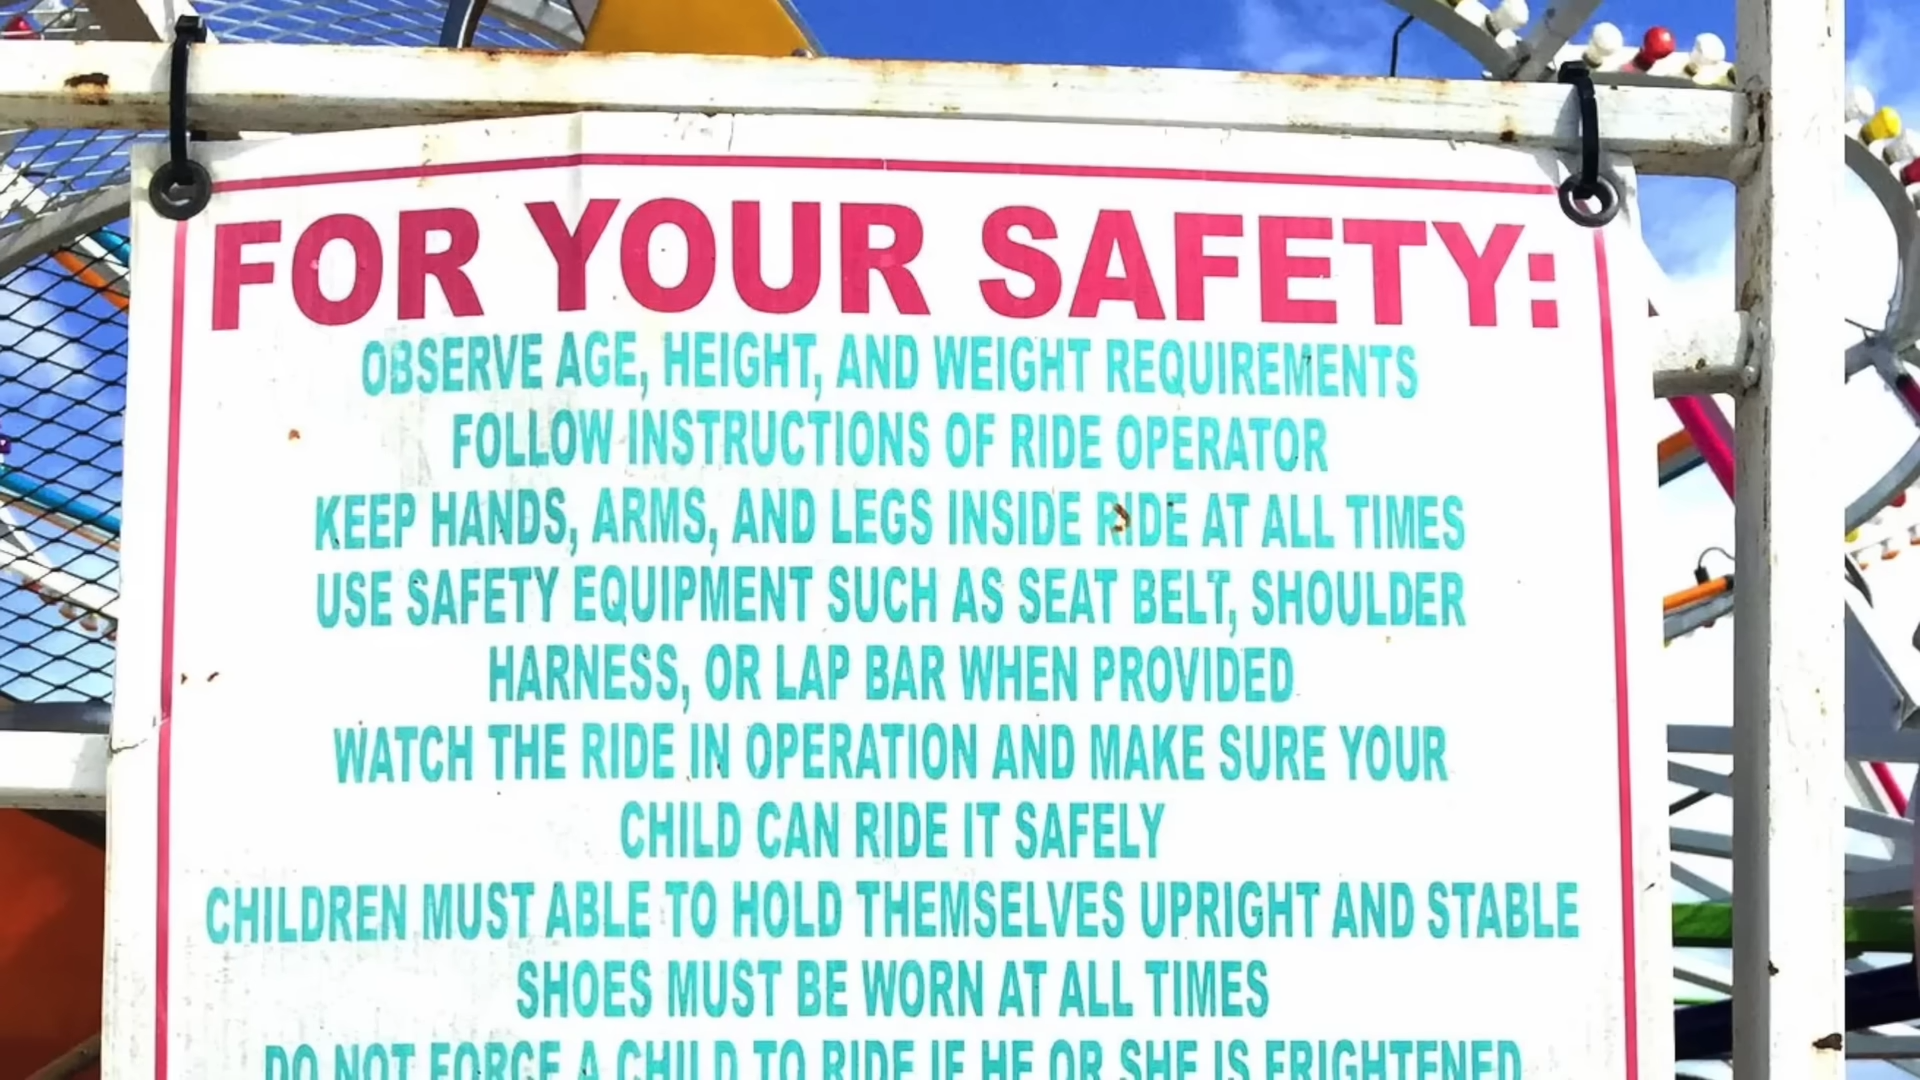 FOR YOUR SAFETY:
OBSERVE AGE, HEIGHT, AND WEIGHT REQUIREMENTS
FOLLOW INSTRUCTIONS OF RIDE OPERATOR
KEEP HANDS, ARMS, AND LEGS INSIDE RIDE AT ALL TIMES
USE SAFETY EQUIPMENT SUCH AS SEAT BELT, SHOULDER
HARNESS, OR LAP BAR WHEN PROVIDED
WATCH THE RIDE IN OPERATION AND MAKE SURE YOUR
CHILD CAN RIDE IT SAFELY
CHILDREN MUST ABLE TO HOLD THEMSELVES UPRIGHT AND STABLE
SHOES MUST BE WORN AT ALL TIMES
DO NOT FORCE A CHILD TO RIDE IF HE OR SHE IS FRIGHTENED